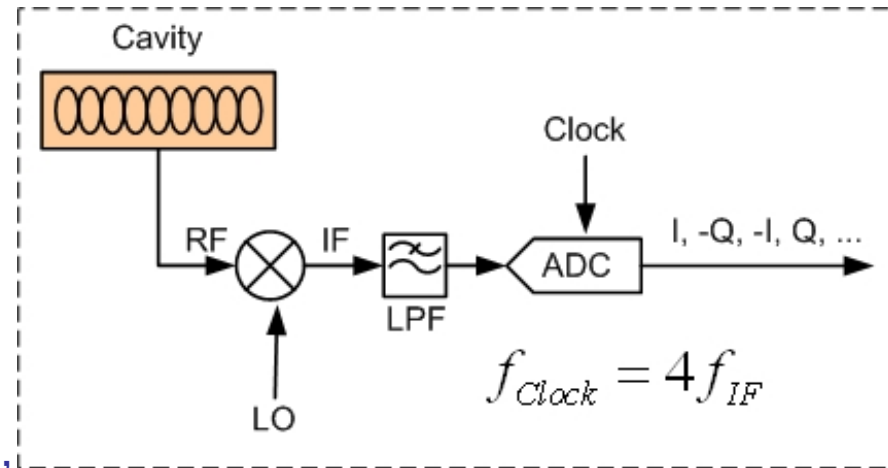 Cavity
Clock
RF
IF
I, -Q, -I, Q, ...
ADC
LPF
f_Clock = 4f_IF
LO